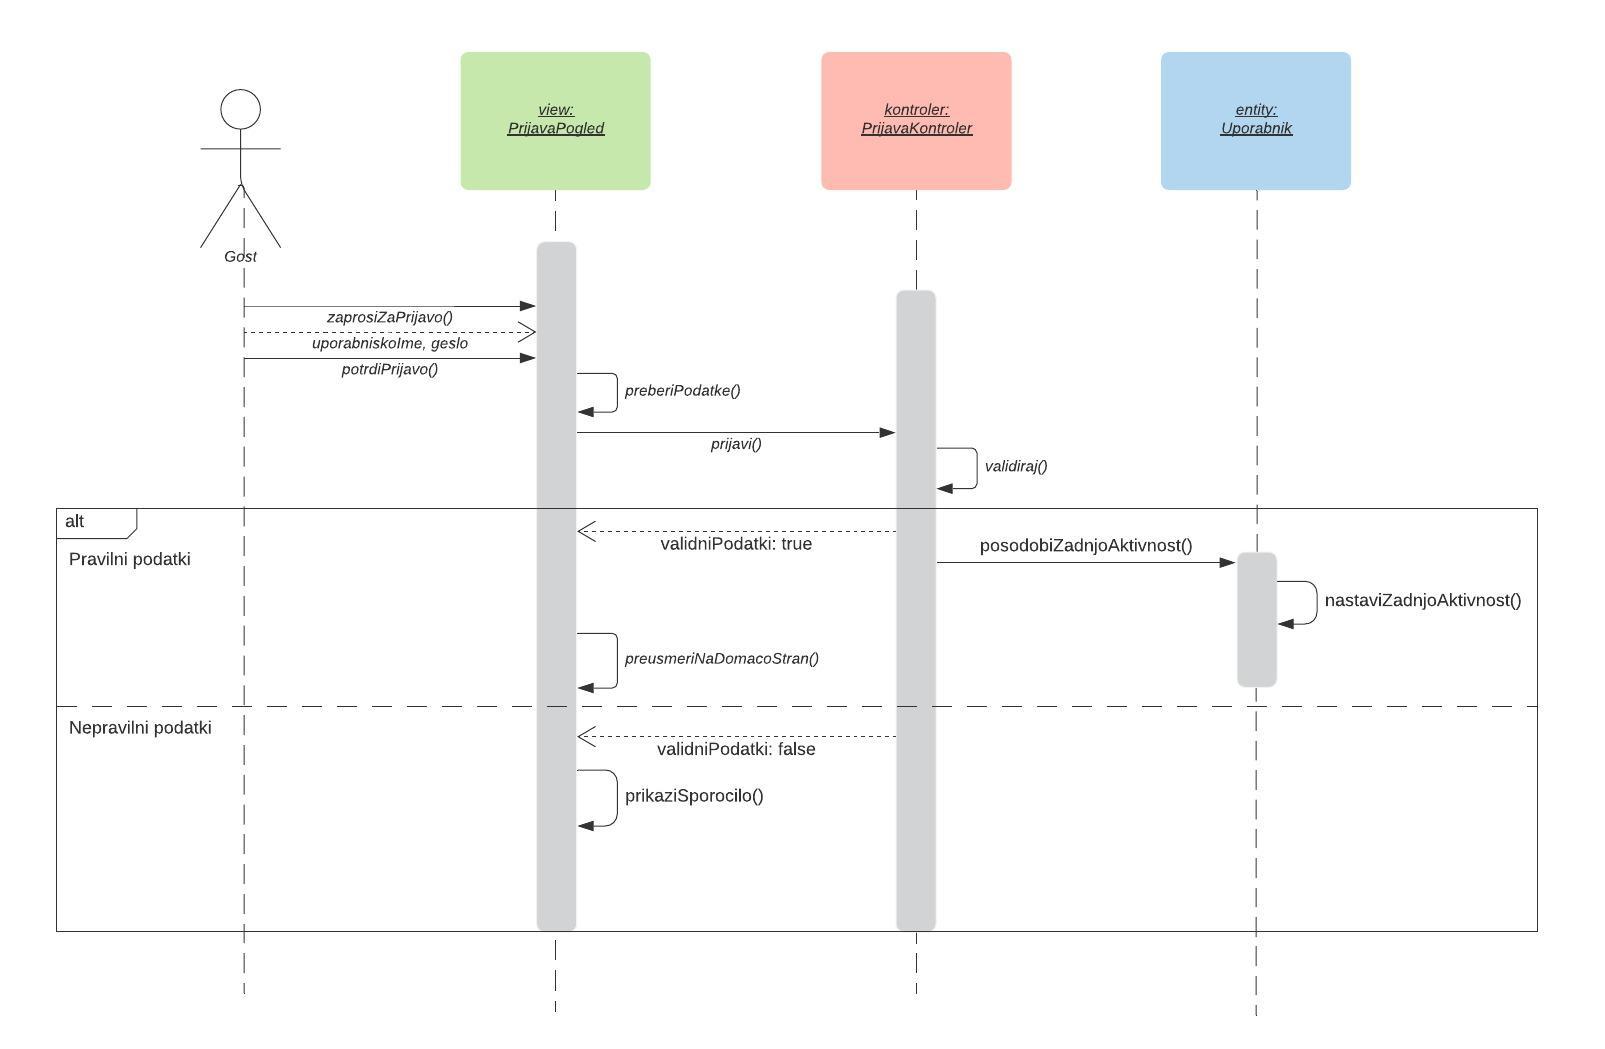 view:
PrijavaPogled
kontroler:
PrijavaKontroler
entity:
Uporabnik
Gost
zaprosiZaPrijavo()
uporabniskoIme, geslo
potrdiPrijavo()
preberiPodatke()
prijavi()
validiraj()
alt
validniPodatki: true
posodobiZadnjoAktivnost()
Pravilni podatki
nastaviZadnjoAktivnost()
preusmeriNaDomacoStran()
Nepravilni podatki
validniPodatki: false
prikaziSporocilo()